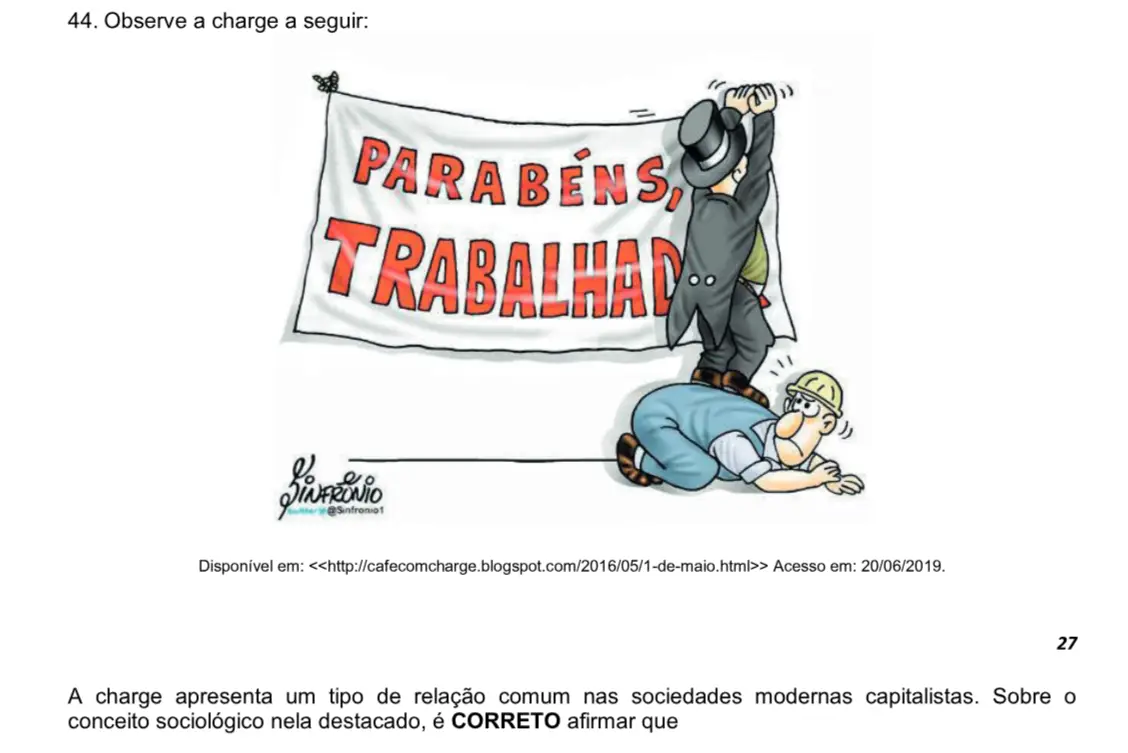 44. Observe a charge a seguir:
PARABÉNS,
TRABALHAD
SINFRÔNIO
twitter @Sinfronio1
Disponível em: <<http://cafecomcharge.blogspot.com/2016/05/1-de-maio.html>> Acesso em: 20/06/2019.
27
A charge apresenta um tipo de relação comum nas sociedades modernas capitalistas. Sobre o
conceito sociológico nela destacado, é CORRETO afirmar que